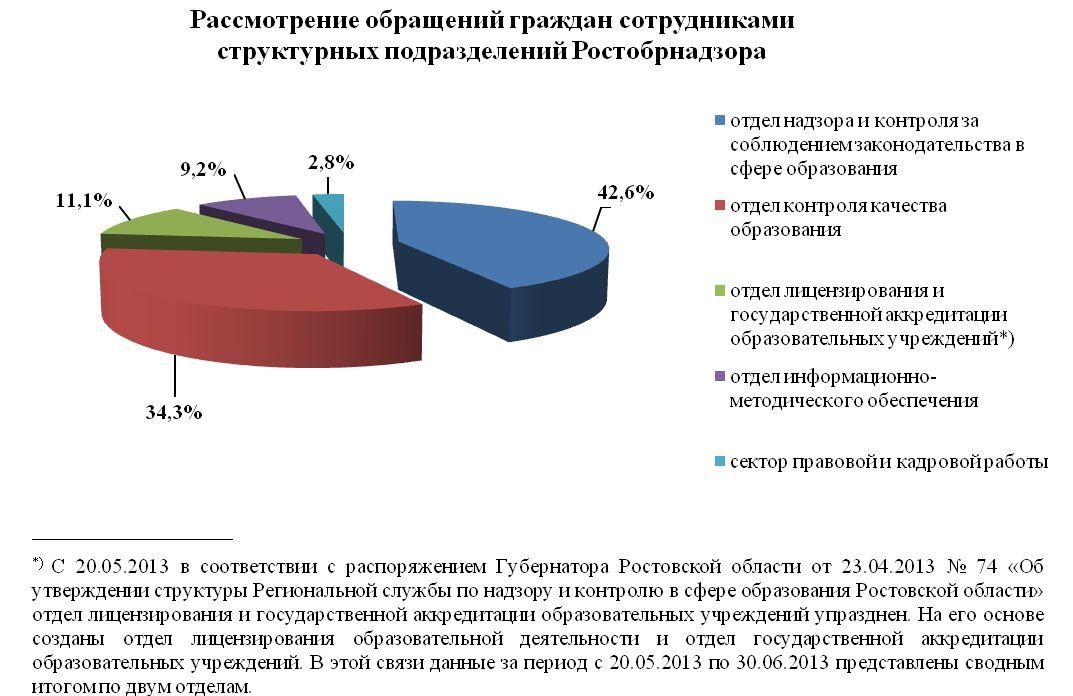 Рассмотрение обращений граждан сотрудниками
структурных подразделений Ростобрнадзора
2,8%
9,2%
11,1%
42,6%
34,3%
отдел надзора и контроля за
соблюдением законодательства в
сфере образования
отдел контроля качества
образования
отдел лицензирования и
государственной аккредитации
образовательных учреждений*)
отдел информационно-
методического обеспечения
сектор правовой и кадровой работы
*) С 20.05.2013 в соответствии с распоряжением Губернатора Ростовской области от 23.04.2013 № 74 «Об
утверждении структуры Региональной службы по надзору и контролю в сфере образования Ростовской области»
отдел лицензирования и государственной аккредитации образовательных учреждений упразднен. На его основе
созданы отдел лицензирования образовательной деятельности и отдел государственной аккредитации
образовательных учреждений. В этой связи данные за период с 20.05.2013 по 30.06.2013 представлены сводным
итогом по двум отделам.